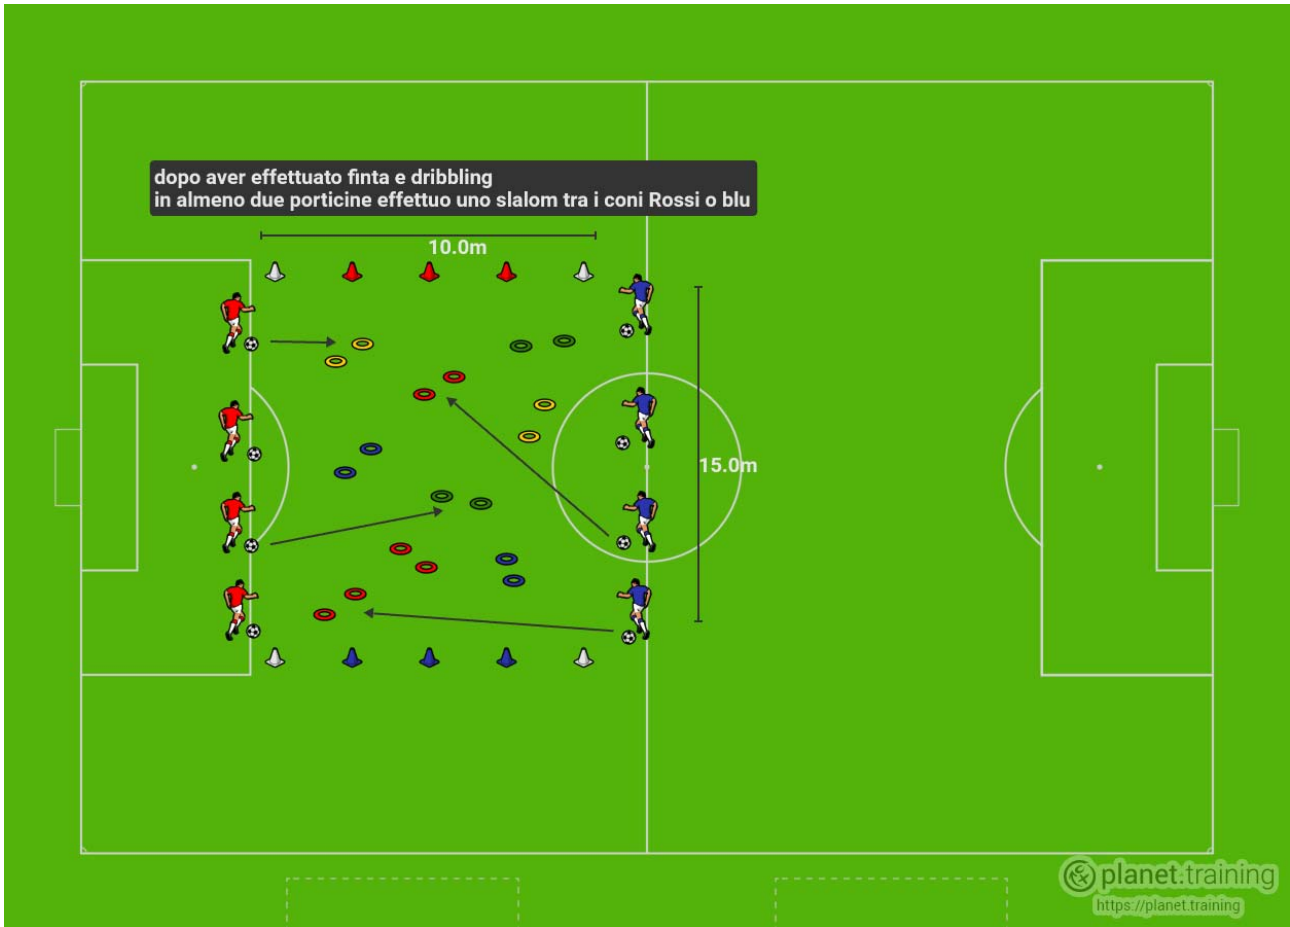 dopo aver effettuato finta e dribbling
in almeno due porticine effettuo uno slalom tra i coni Rossi o blu
10.0m
15.0m
planet.training
https://planet.training